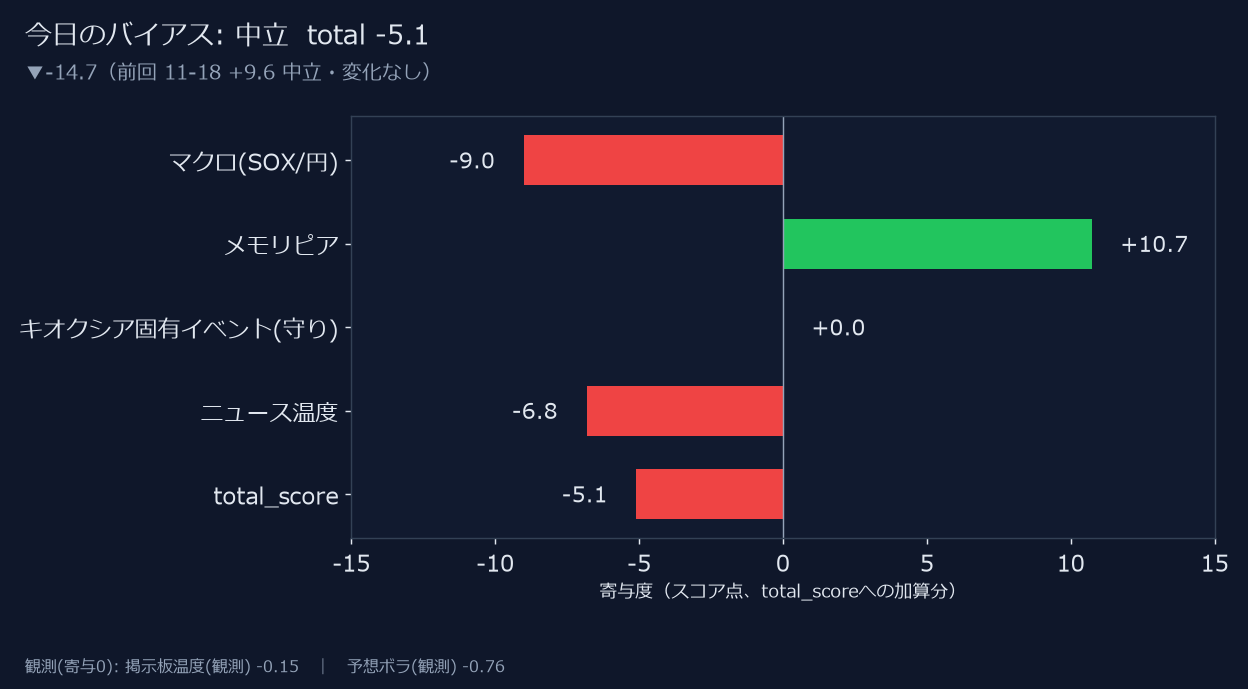 今日のバイアス: 中立  total -5.1
▼-14.7（前回 11-18 +9.6 中立・変化なし）
マクロ(SOX/円)
-9.0
メモリピア
+10.7
キオクシア固有イベント(守り)
+0.0
ニュース温度
-6.8
total_score
-5.1
-15 -10 -5 0 5 10 15
寄与度（スコア点、total_scoreへの加算分）
観測(寄与0): 掲示板温度(観測) -0.15 ｜ 予想ボラ(観測) -0.76